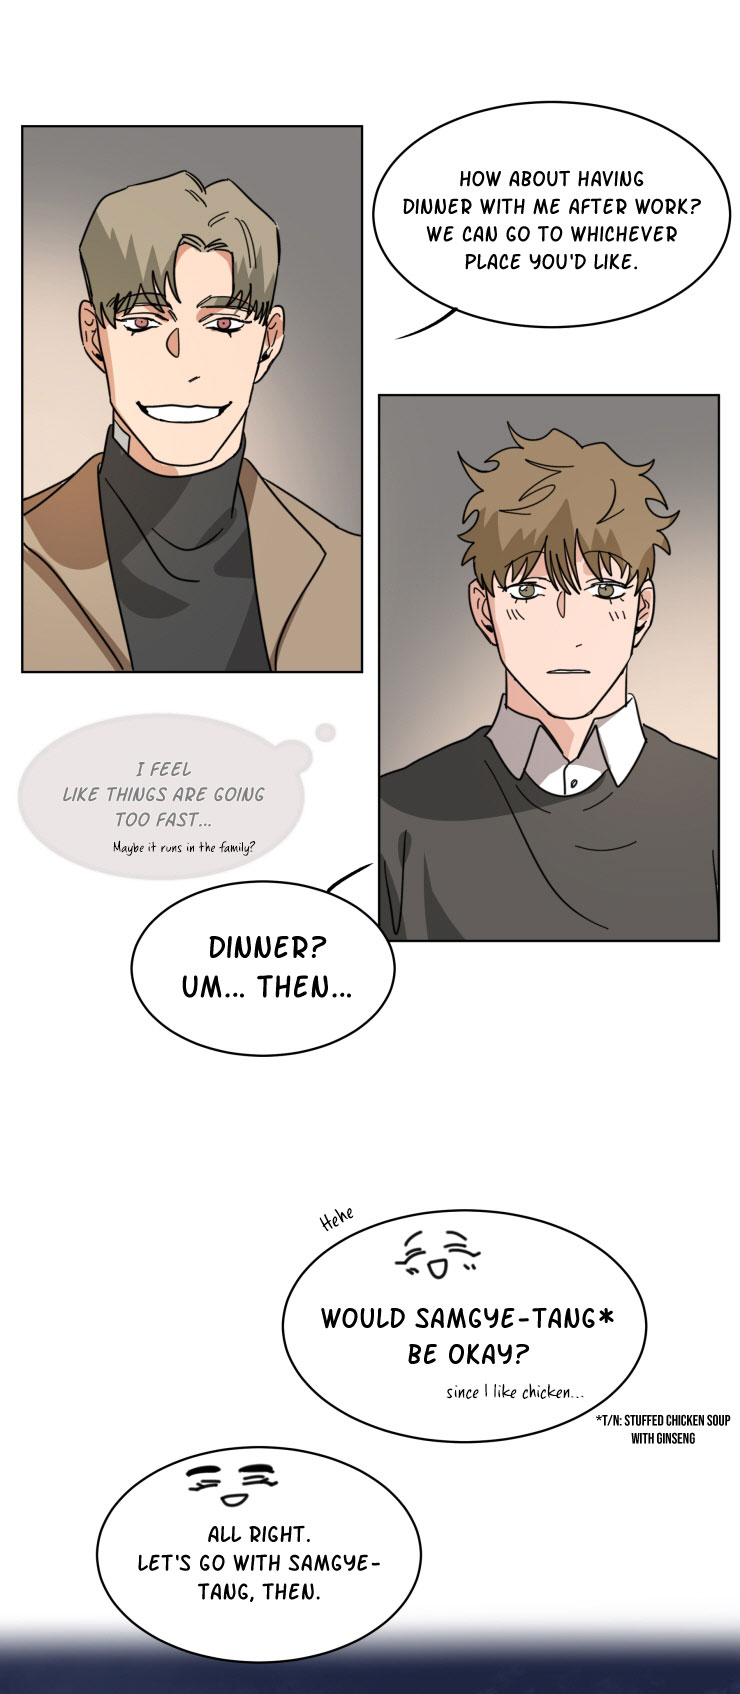 HOW ABOUT HAVING
DINNER WITH ME AFTER WORK?
WE CAN GO TO WHICHEVER
PLACE YOU'D LIKE.
I FEEL
LIKE THINGS ARE GOING
TOO FAST...
Maybe it runs in the family?
DINNER?
UM... THEN...
Hehe
WOULD SAMGYE-TANG*
BE OKAY?
since I like chicken...
*T/N: STUFFED CHICKEN SOUP
WITH GINSENG
ALL RIGHT.
LET'S GO WITH SAMGYE-
TANG, THEN.